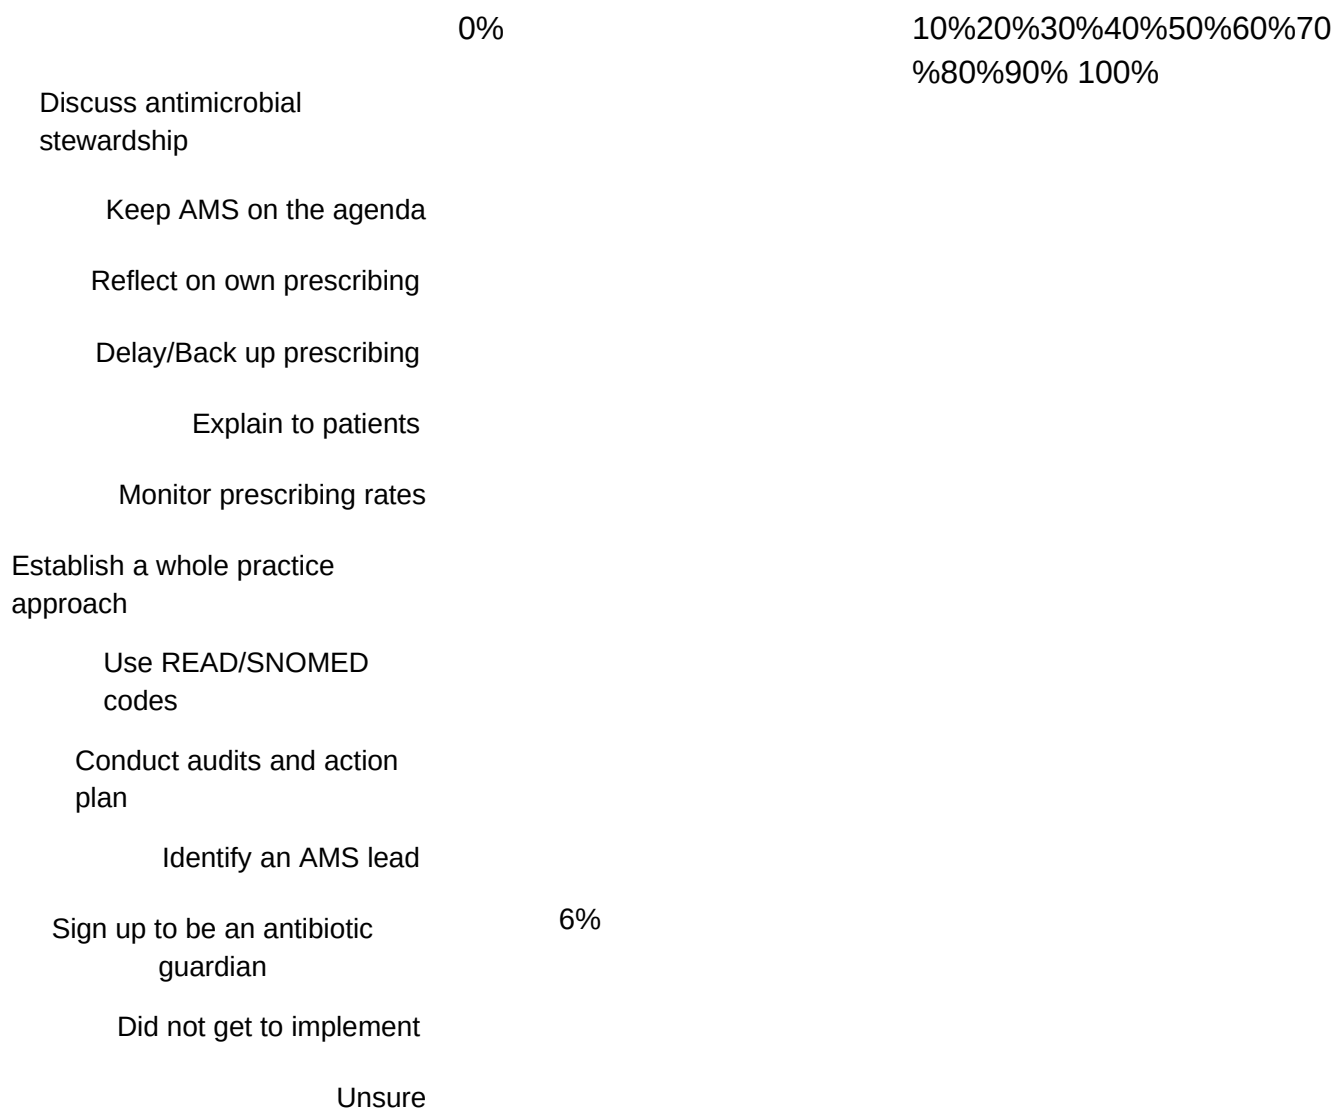 0%
10%20%30%40%50%60%70
%80%90% 100%
Discuss antimicrobial
stewardship
Keep AMS on the agenda
Reflect on own prescribing
Delay/Back up prescribing
Explain to patients
Monitor prescribing rates
Establish a whole practice
approach
Use READ/SNOMED
codes
Conduct audits and action
plan
Identify an AMS lead
Sign up to be an antibiotic
guardian
6%
Did not get to implement
Unsure